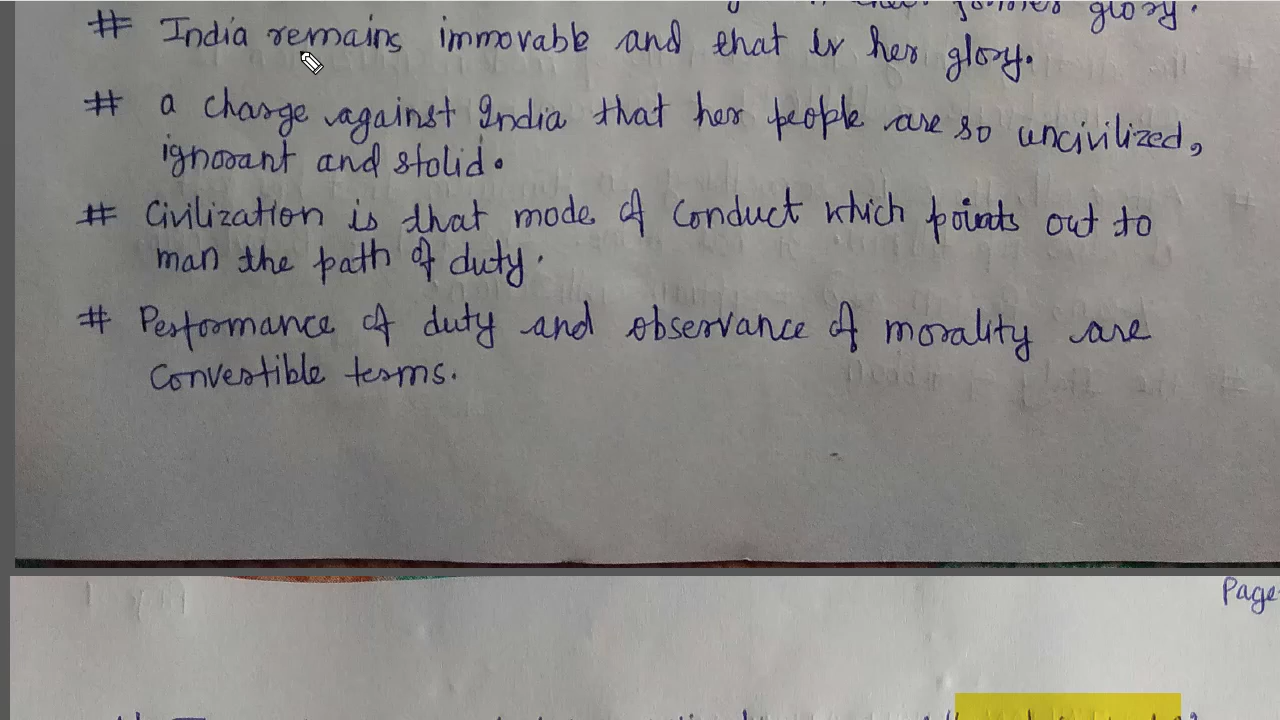 glory.
# India remains immovable and that is her glory.
# a charge against India that her people are so uncivilized,
ignorant and stolid.
# Civilization is that mode of conduct which points out to
man the path of duty.
# Performance of duty and observance of morality are
convertible terms.
Page